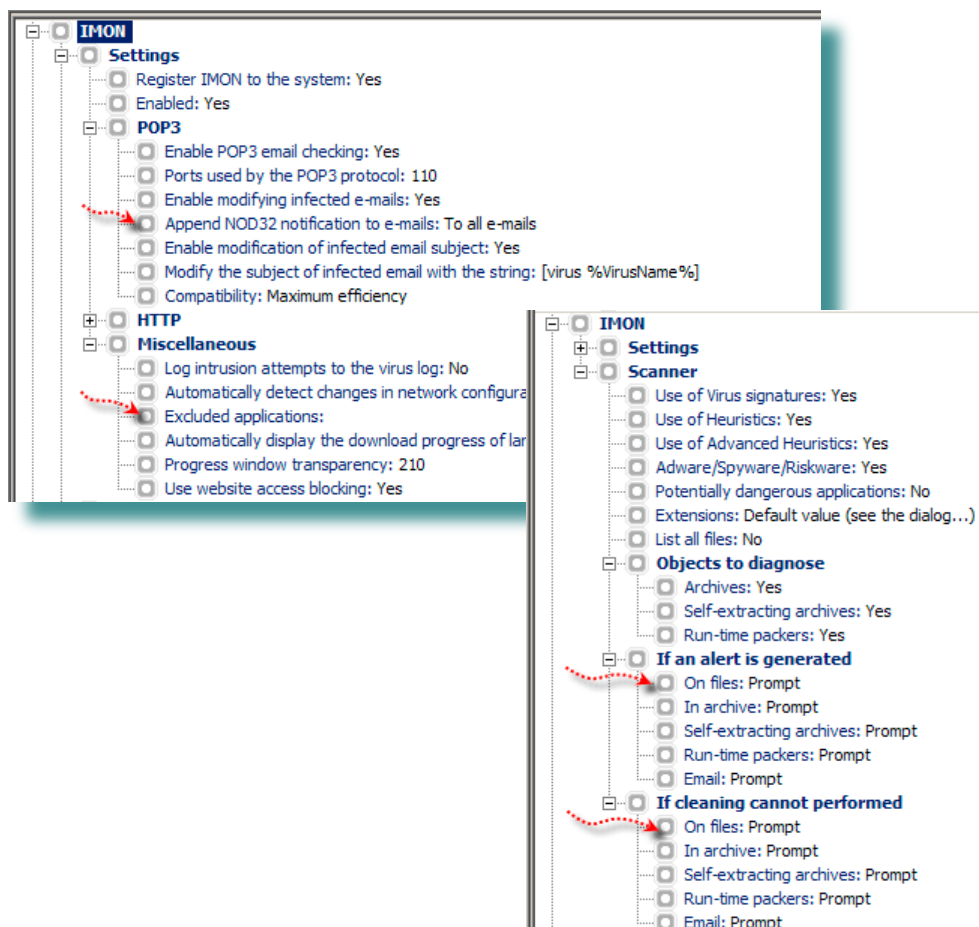 IMON
Settings
Register IMON to the system: Yes
Enabled: Yes
POP3
Enable POP3 email checking: Yes
Ports used by the POP3 protocol: 110
Enable modifying infected e-mails: Yes
Append NOD32 notification to e-mails: To all e-mails
Enable modification of infected email subject: Yes
Modify the subject of infected email with the string: [virus %VirusName%]
Compatibility: Maximum efficiency
HTTP
Miscellaneous
Log intrusion attempts to the virus log: No
Automatically detect changes in network configura
Excluded applications:
Automatically display the download progress of lar
Progress window transparency: 210
Use website access blocking: Yes
IMON
Settings
Scanner
Use of Virus signatures: Yes
Use of Heuristics: Yes
Use of Advanced Heuristics: Yes
Adware/Spyware/Riskware: Yes
Potentially dangerous applications: No
Extensions: Default value (see the dialog...)
List all files: No
Objects to diagnose
Archives: Yes
Self-extracting archives: Yes
Run-time packers: Yes
If an alert is generated
On files: Prompt
In archive: Prompt
Self-extracting archives: Prompt
Run-time packers: Prompt
Email: Prompt
If cleaning cannot performed
On files: Prompt
In archive: Prompt
Self-extracting archives: Prompt
Run-time packers: Prompt
Email: Prompt